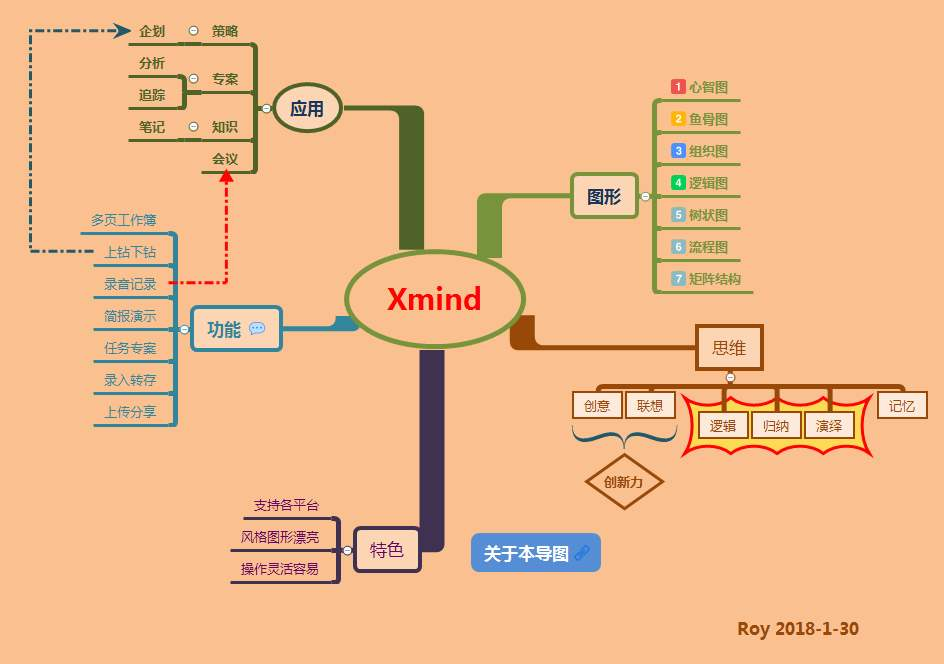 Xmind
应用
策略
企划
专案
分析
追踪
知识
笔记
会议
图形
1 心智图
2 鱼骨图
3 组织图
4 逻辑图
5 树状图
6 流程图
7 矩阵结构
功能
多页工作簿
上钻下钻
录音记录
简报演示
任务专案
录入转存
上传分享
思维
创意
联想
逻辑
归纳
演绎
记忆
创新力
特色
支持各平台
风格图形漂亮
操作灵活容易
关于本导图
Roy 2018-1-30